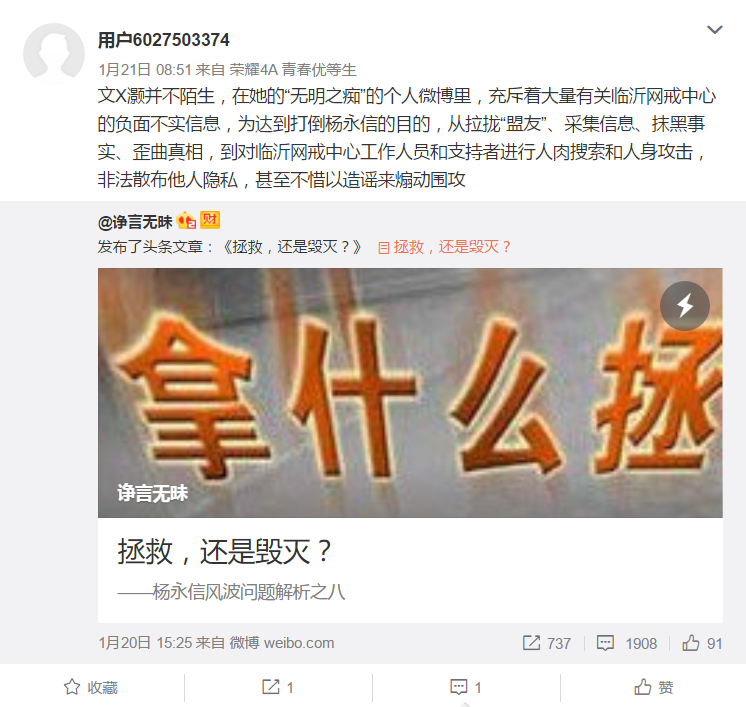 用户6027503374
1月21日 08:51 来自 荣耀4A 青春优等生
文X灏并不陌生，在她的“无明之痴”的个人微博里，充斥着大量有关临沂网戒中心
的负面不实信息，为达到打倒杨永信的目的，从拉拢“盟友”、采集信息、抹黑事
实、歪曲真相，到对临沂网戒中心工作人员和支持者进行人肉搜索和人身攻击，
非法散布他人隐私，甚至不惜以造谣来煽动围攻
@诤言无昧 财
发布了头条文章：《拯救，还是毁灭？》 拯救，还是毁灭？
拿什么拯
诤言无昧
拯救，还是毁灭？
——杨永信风波问题解析之八
1月20日 15:25 来自 微博 weibo.com 737 1908 91
收藏 1 1 赞